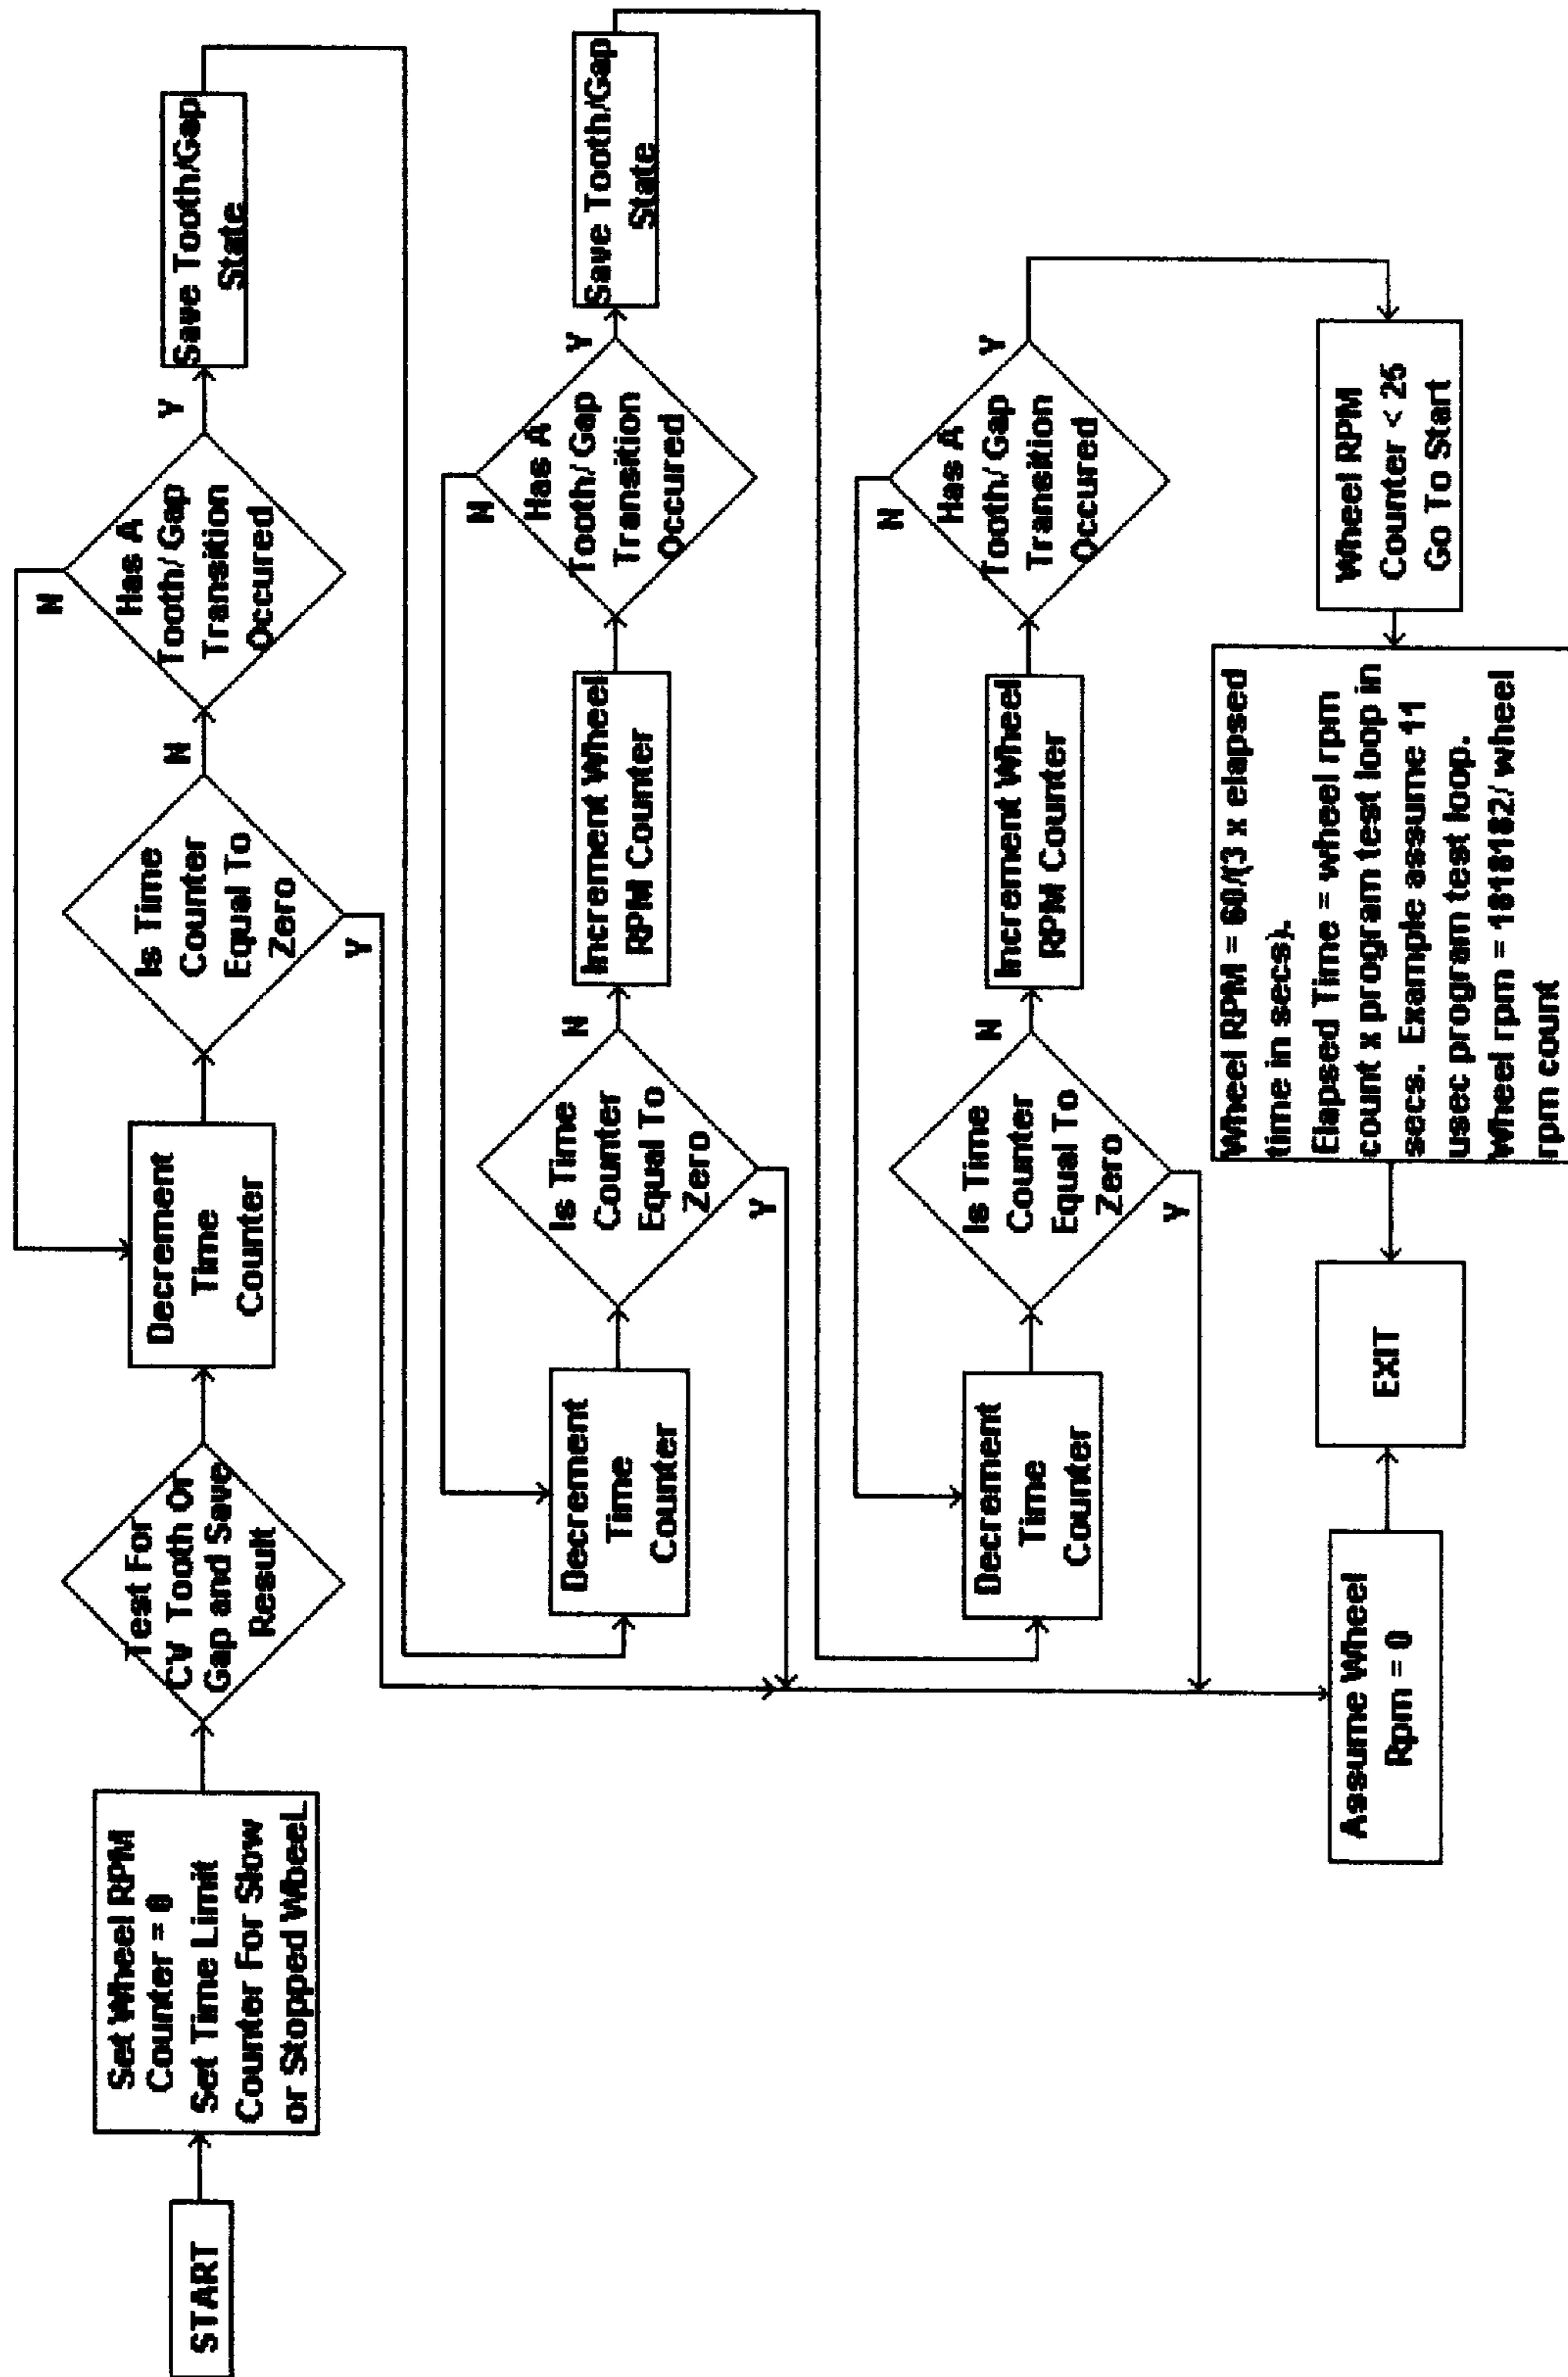 START
Set Wheel RPM
Counter = 0
Set Time Limit
Counter For Slow
or Stopped Wheel
Test For
CV Tooth Or
Gap and Save
Result
Decrement
Time
Counter
Is Time
Counter
Equal To
Zero
N
Y
Has A
Tooth/ Gap
Transition
Occured
N
Y
Save Tooth/Gap
State
Decrement
Time
Counter
Is Time
Counter
Equal To
Zero
N
Y
Increment Wheel
RPM Counter
Has A
Tooth/ Gap
Transition
Occured
N
Y
Save Tooth/Gap
State
Decrement
Time
Counter
Is Time
Counter
Equal To
Zero
N
Y
Increment Wheel
RPM Counter
Has A
Tooth/ Gap
Transition
Occured
N
Y
Wheel RPM
Counter < 25
Go To Start
Wheel RPM = 60/(3 x elapsed
time in secs).
Elapsed Time = wheel rpm
count x program test loop in
secs. Example assume 11
usec program test loop.
Wheel rpm = 1818182/ wheel
rpm count
EXIT
Assume Wheel
Rpm = 0